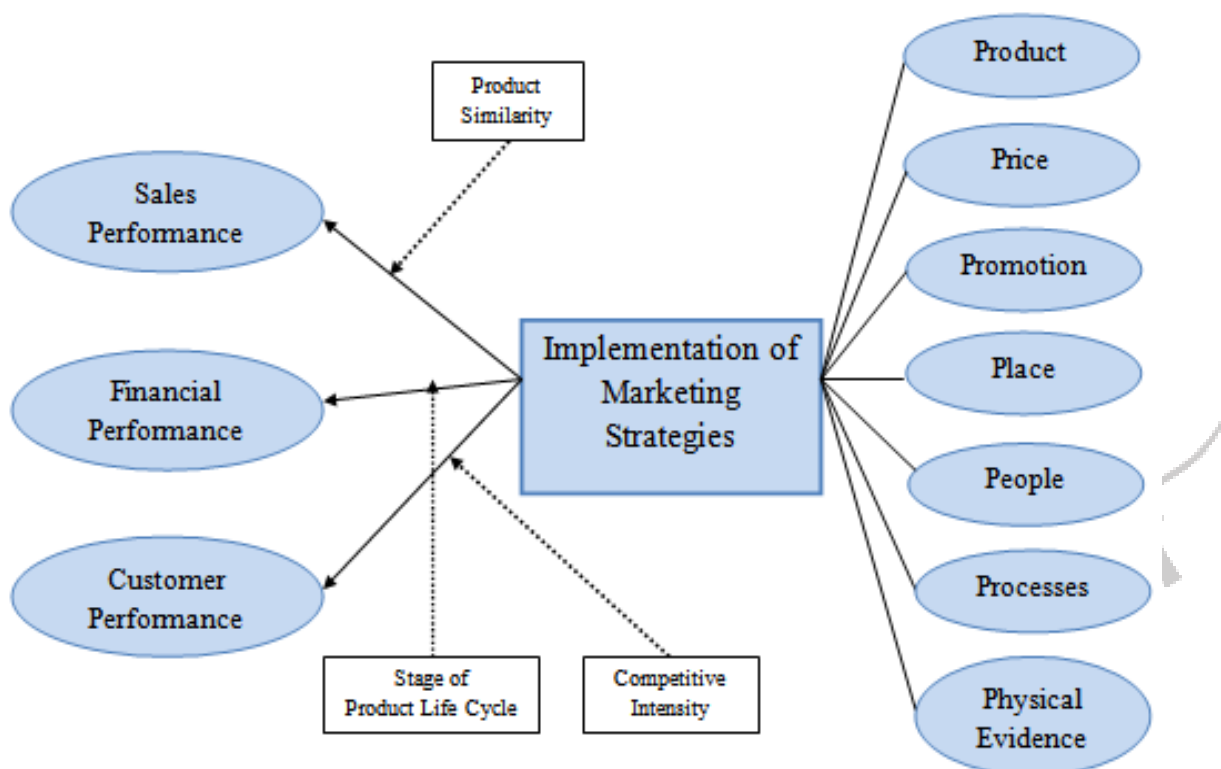 Product
Product
Similarity
Price
Sales
Performance
Promotion
Implementation of
Marketing
Strategies
Place
Financial
Performance
People
Customer
Performance
Processes
Stage of
Product Life Cycle
Competitive
Intensity
Physical
Evidence